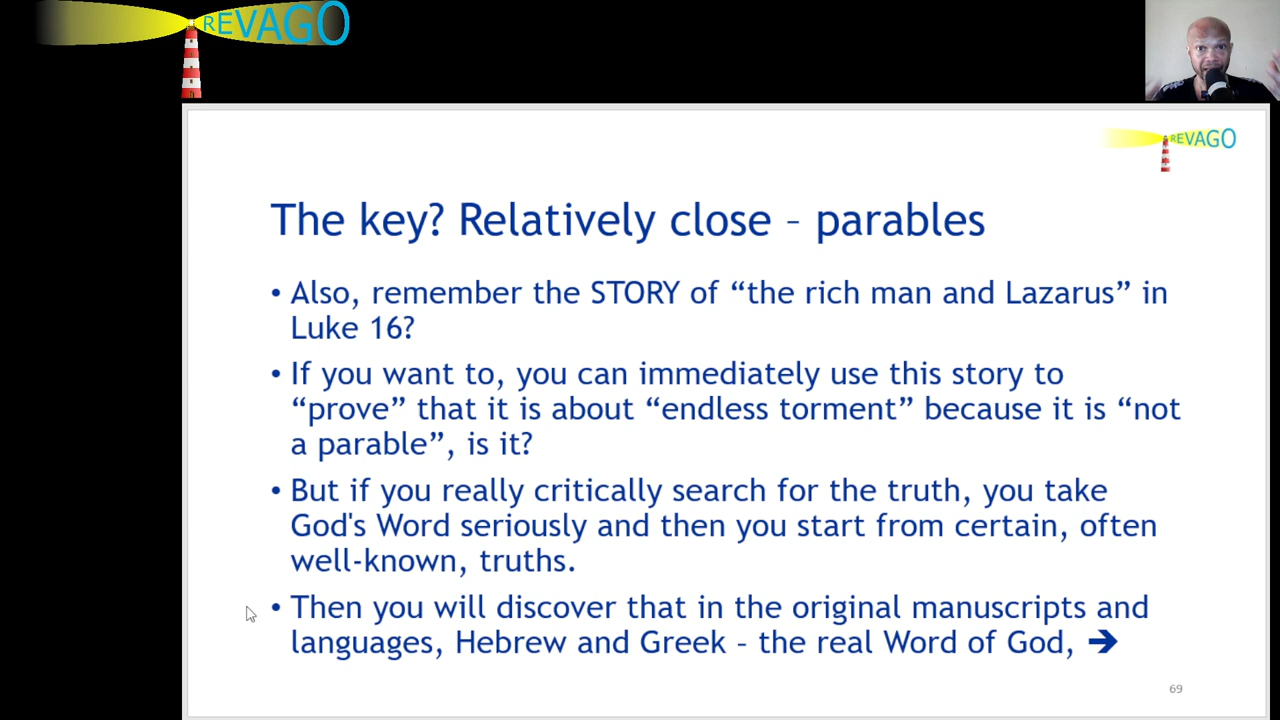 REVAGO
REVAGO
The key? Relatively close – parables
• Also, remember the STORY of “the rich man and Lazarus” in
Luke 16?
• If you want to, you can immediately use this story to
“prove” that it is about “endless torment” because it is “not
a parable”, is it?
• But if you really critically search for the truth, you take
God's Word seriously and then you start from certain, often
well-known, truths.
• Then you will discover that in the original manuscripts and
languages, Hebrew and Greek – the real Word of God, ➔
69